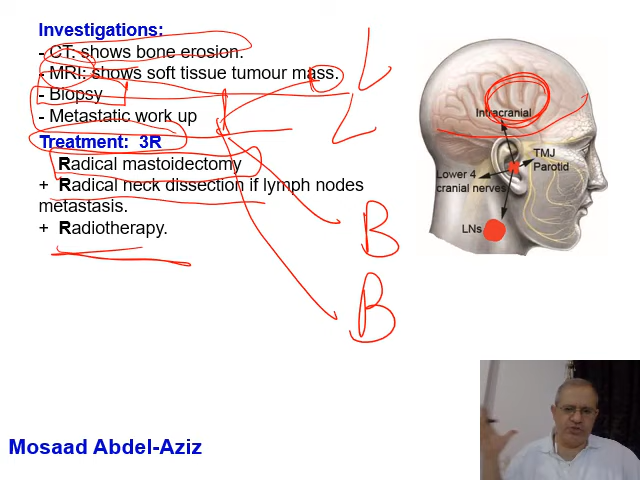 Investigations:
- CT: shows bone erosion.
- MRI: shows soft tissue tumour mass.
- Biopsy
- Metastatic work up
Treatment: 3R
Radical mastoidectomy
+ Radical neck dissection if lymph nodes
metastasis.
+ Radiotherapy.
L
L
B
B
Intracranial
TMJ
Parotid
Lower 4
cranial nerves
LNs
Mosaad Abdel-Aziz